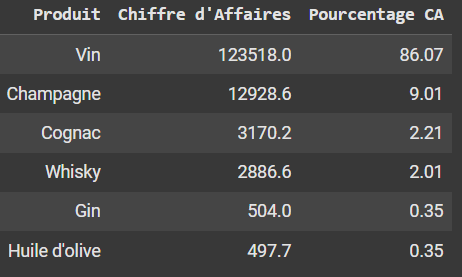 Produit Chiffre d'Affaires Pourcentage CA
Vin 123518.0 86.07
Champagne 12928.6 9.01
Cognac 3170.2 2.21
Whisky 2886.6 2.01
Gin 504.0 0.35
Huile d'olive 497.7 0.35